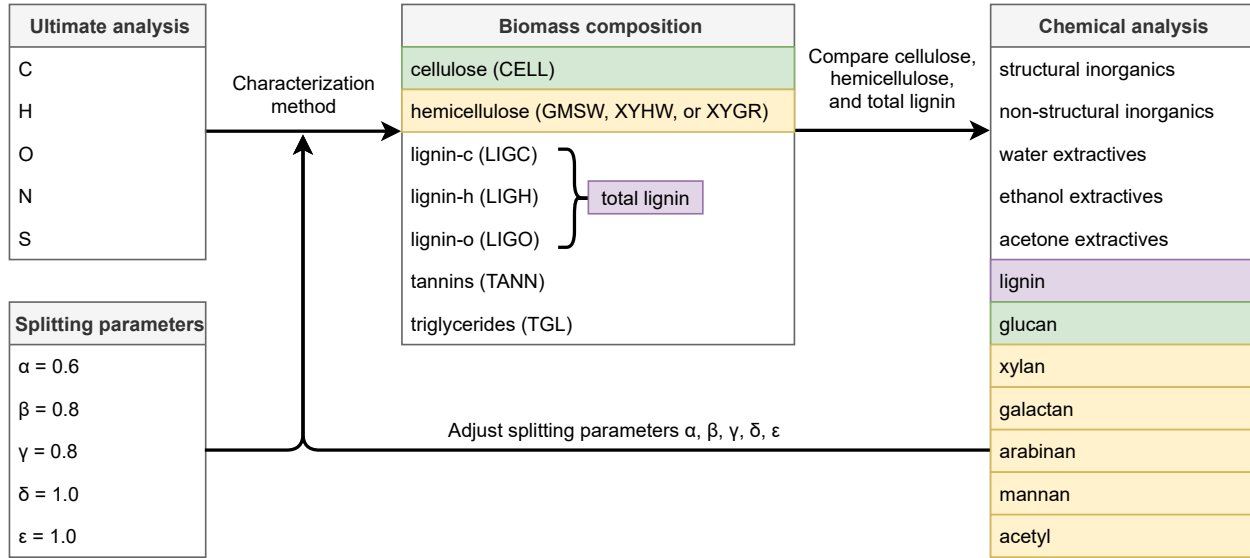 Ultimate analysis
C
H
O
N
S
Splitting parameters
α = 0.6
β = 0.8
γ = 0.8
δ = 1.0
ε = 1.0
Characterization
method
Biomass composition
cellulose (CELL)
hemicellulose (GMSW, XYHW, or XYGR)
lignin-c (LIGC)
lignin-h (LIGH)
lignin-o (LIGO)
total lignin
tannins (TANN)
triglycerides (TGL)
Compare cellulose,
hemicellulose,
and total lignin
Adjust splitting parameters α, β, γ, δ, ε
Chemical analysis
structural inorganics
non-structural inorganics
water extractives
ethanol extractives
acetone extractives
lignin
glucan
xylan
galactan
arabinan
mannan
acetyl